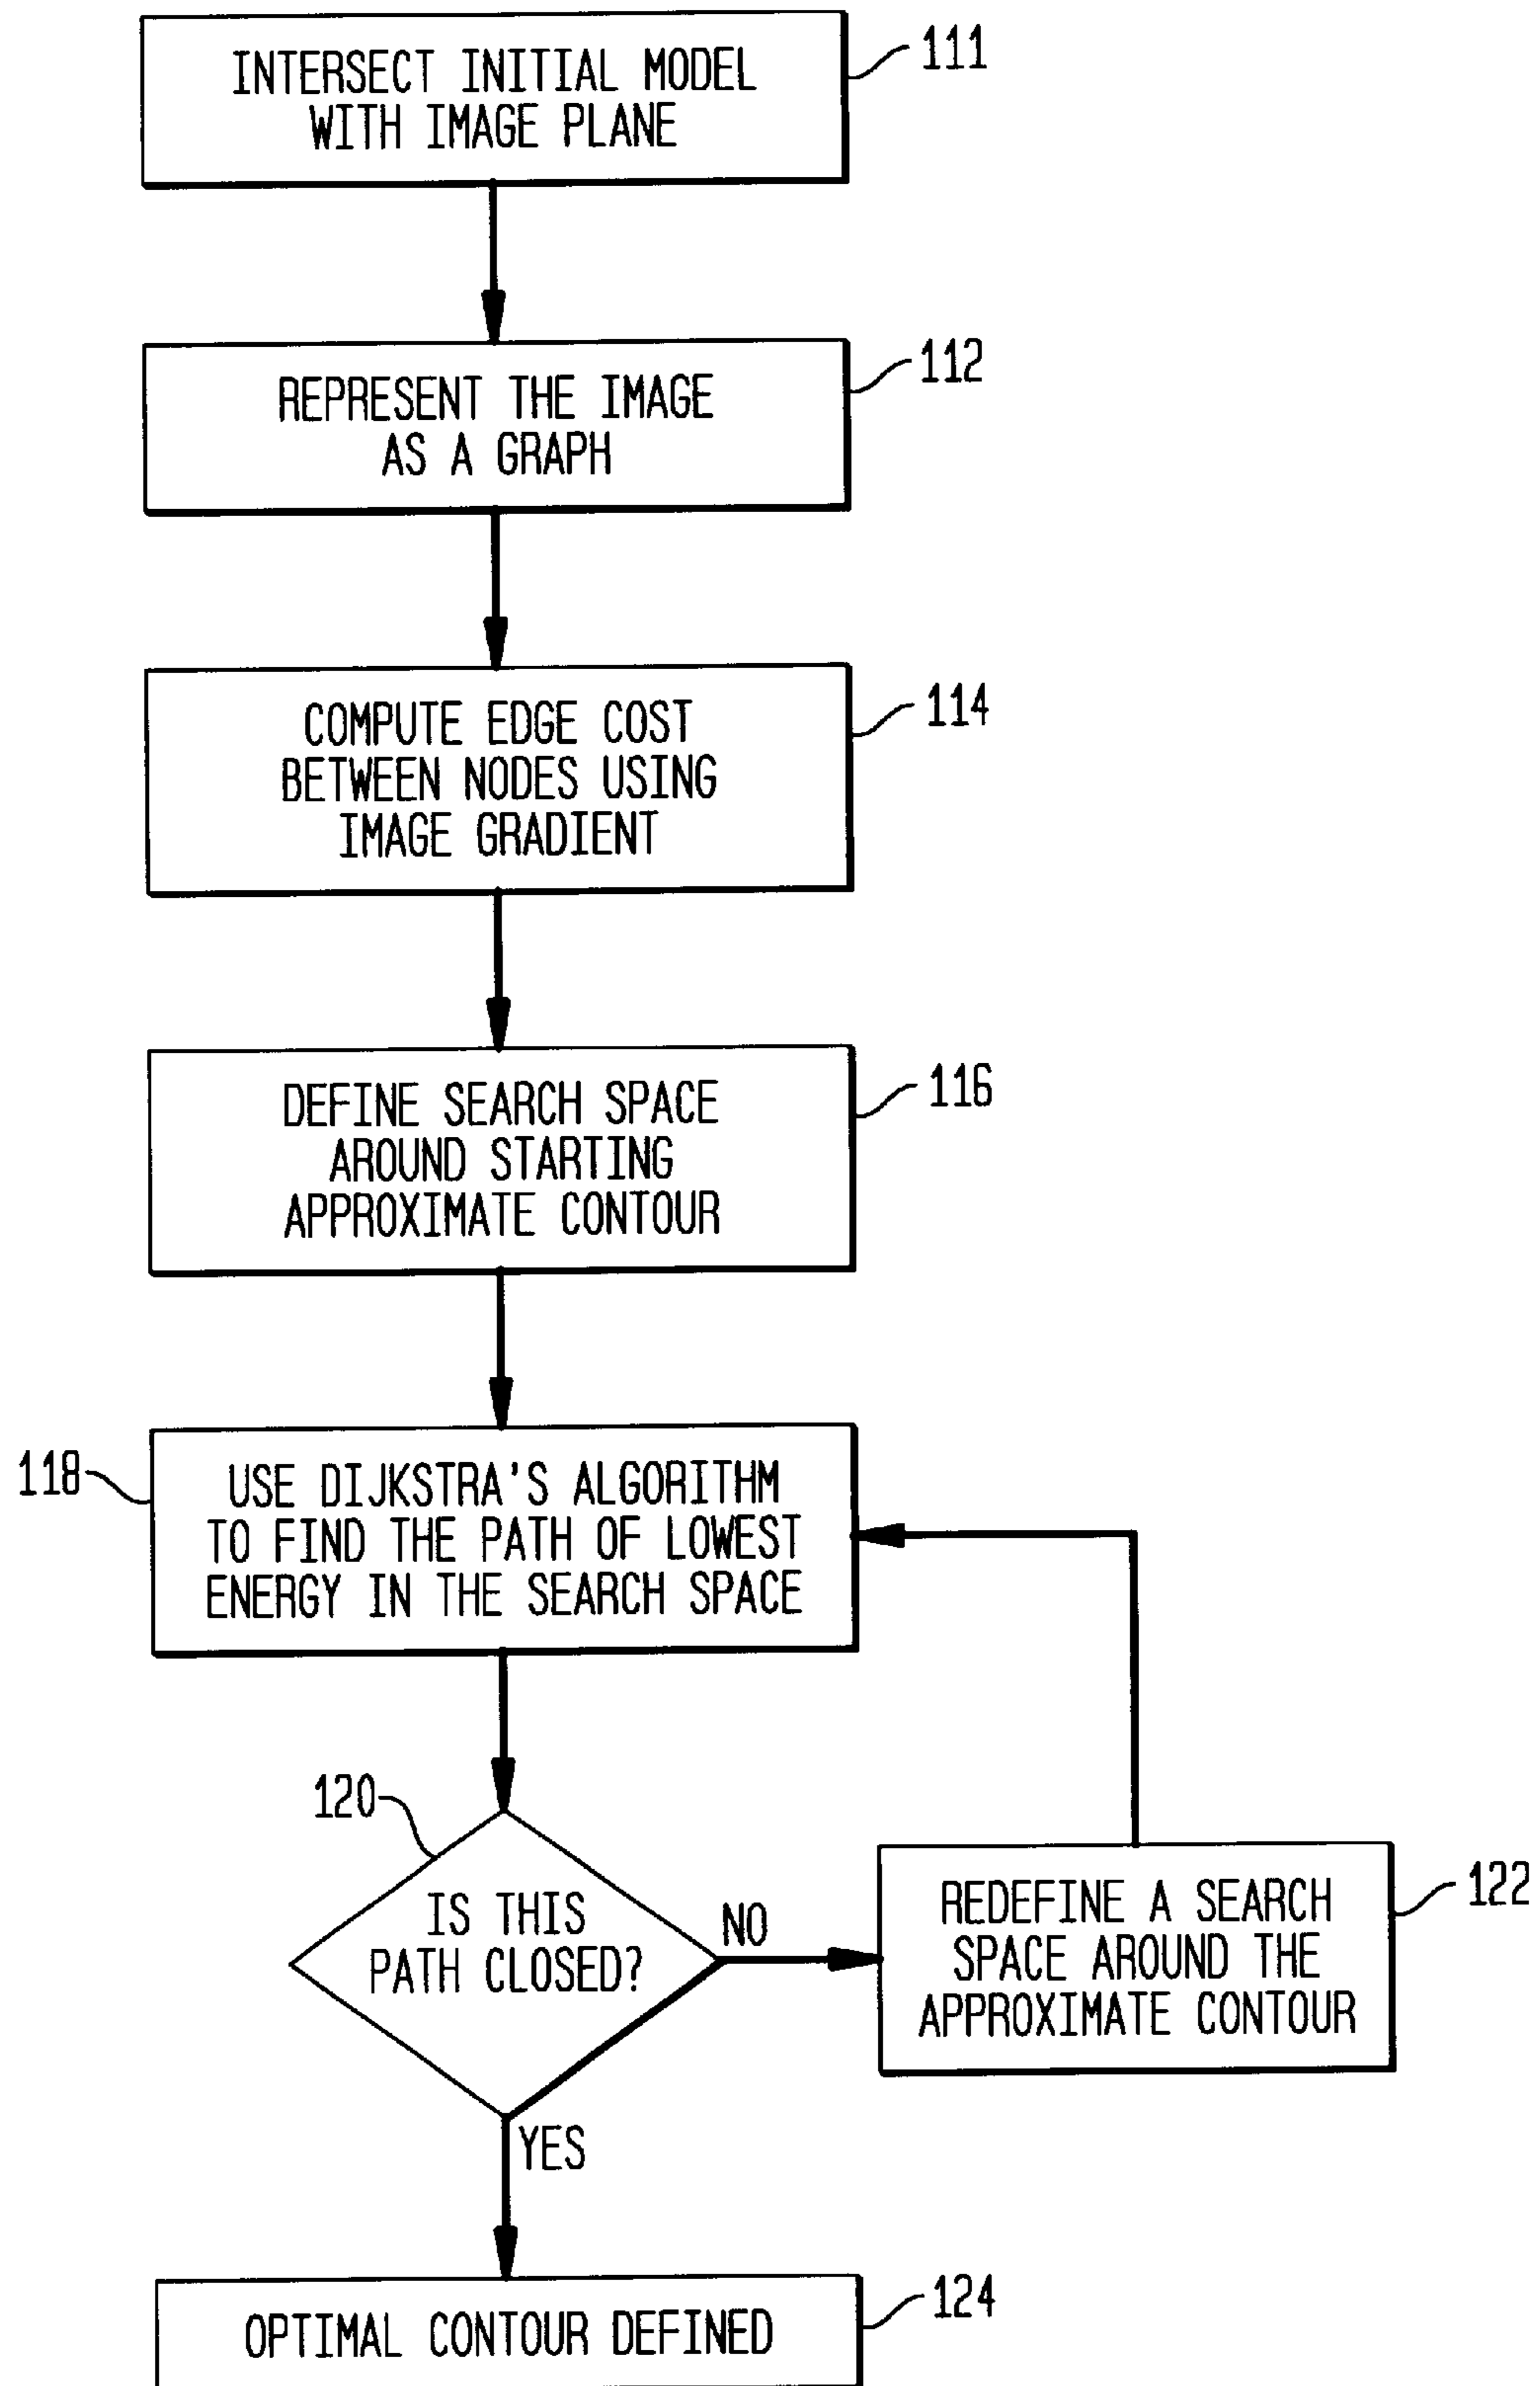 INTERSECT INITIAL MODEL
WITH IMAGE PLANE
111
REPRESENT THE IMAGE
AS A GRAPH
112
COMPUTE EDGE COST
BETWEEN NODES USING
IMAGE GRADIENT
114
DEFINE SEARCH SPACE
AROUND STARTING
APPROXIMATE CONTOUR
116
118
USE DIJKSTRA'S ALGORITHM
TO FIND THE PATH OF LOWEST
ENERGY IN THE SEARCH SPACE
120
IS THIS
PATH CLOSED?
NO
REDEFINE A SEARCH
SPACE AROUND THE
APPROXIMATE CONTOUR
122
YES
OPTIMAL CONTOUR DEFINED
124